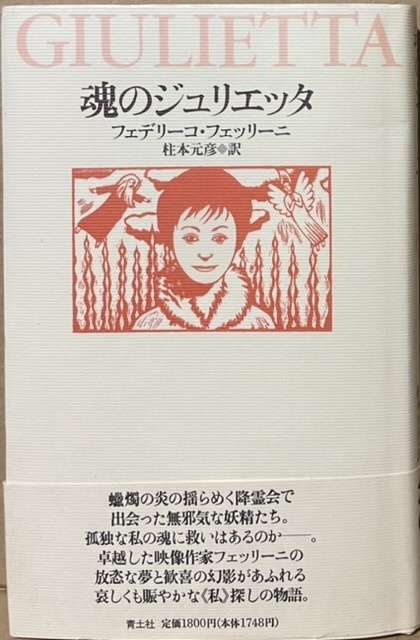 GIULIETTA
魂のジュリエッタ
フェデリーコ・フェッリーニ
柱本元彦◆訳
蠟燭の炎の揺らめく降霊会で
出会った無邪気な妖精たち。
孤独な私の魂に救いはあるのか──。
卓越した映像作家フェッリーニの
放恣な夢と歓喜の幻影があふれる
哀しくも賑やかな《私》探しの物語。
青土社 定価1800円(本体1748円)